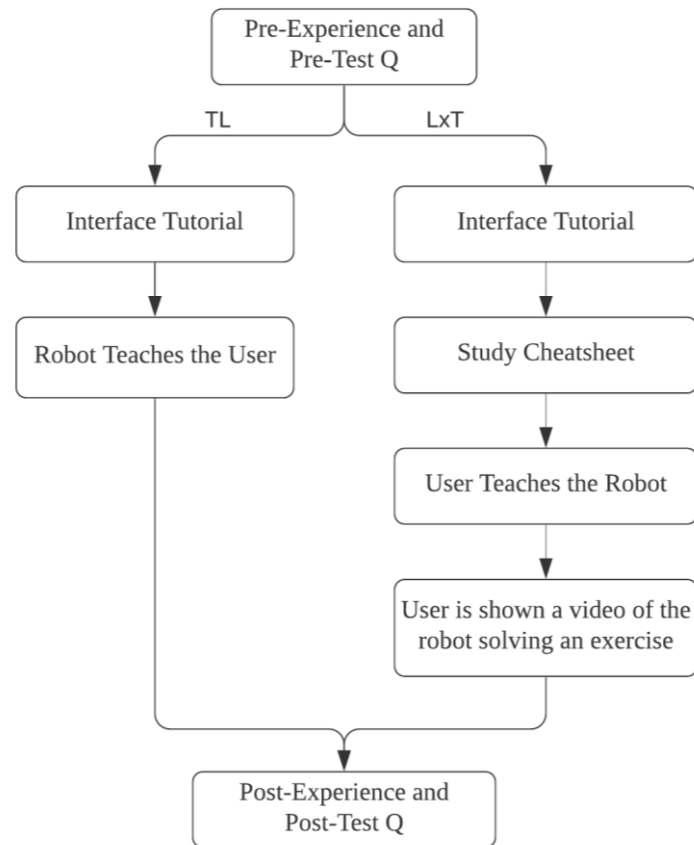 Pre-Experience and
Pre-Test Q
TL
LxT
Interface Tutorial
Interface Tutorial
Robot Teaches the User
Study Cheatsheet
User Teaches the Robot
User is shown a video of the
robot solving an exercise
Post-Experience and
Post-Test Q